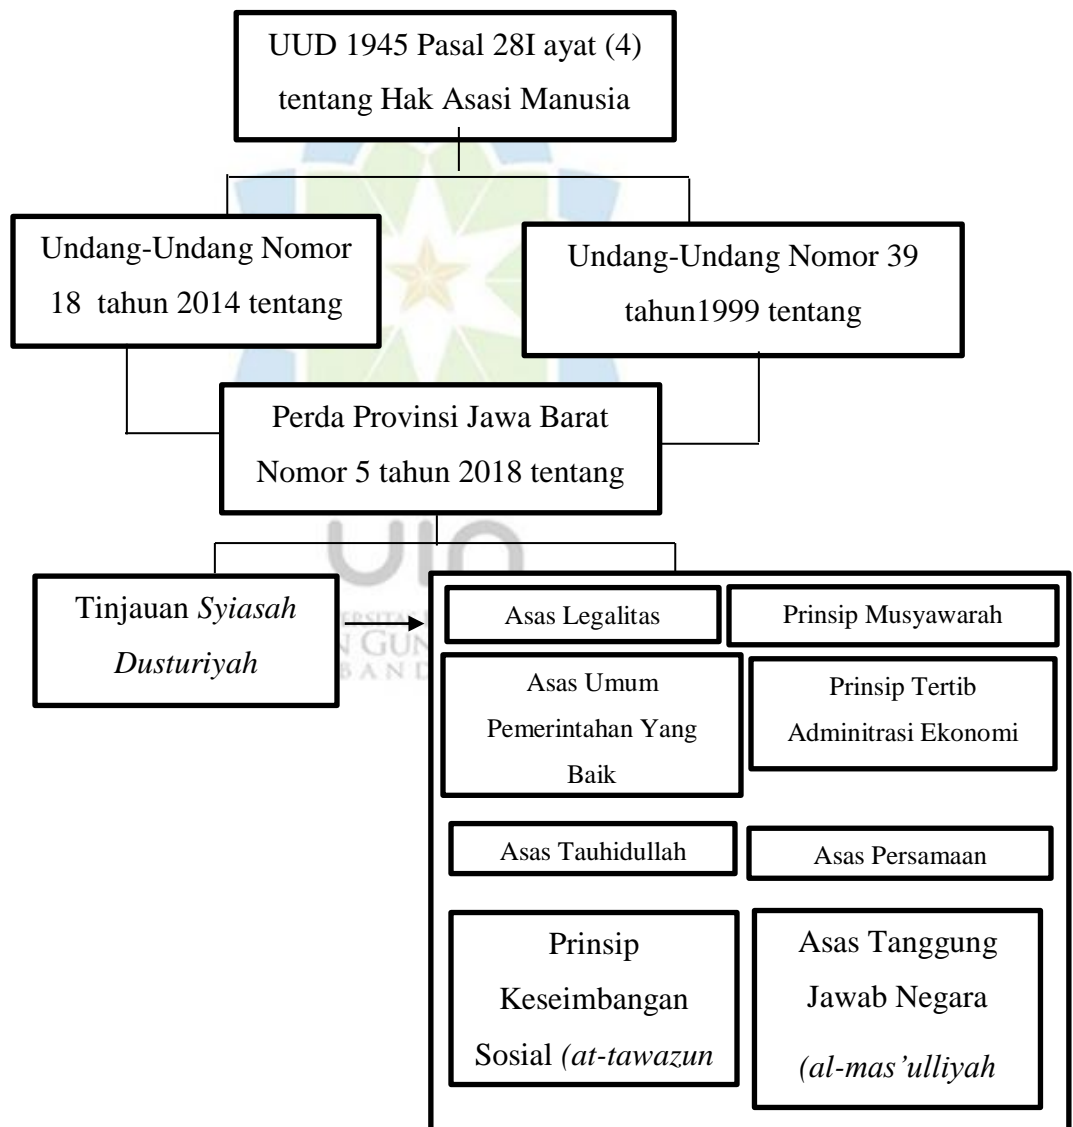 UUD 1945 Pasal 28I ayat (4)
tentang Hak Asasi Manusia
Undang-Undang Nomor
18 tahun 2014 tentang
Undang-Undang Nomor 39
tahun1999 tentang
Perda Provinsi Jawa Barat
Nomor 5 tahun 2018 tentang
uin
GUN
BAND
Tinjauan Syiasah
Dusturiyah
Asas Legalitas
Prinsip Musyawarah
Asas Umum
Pemerintahan Yang
Baik
Prinsip Tertib
Adminitrasi Ekonomi
Asas Tauhidullah
Asas Persamaan
Prinsip
Keseimbangan
Sosial (at-tawazun
Asas Tanggung
Jawab Negara
(al-mas’ulliyah